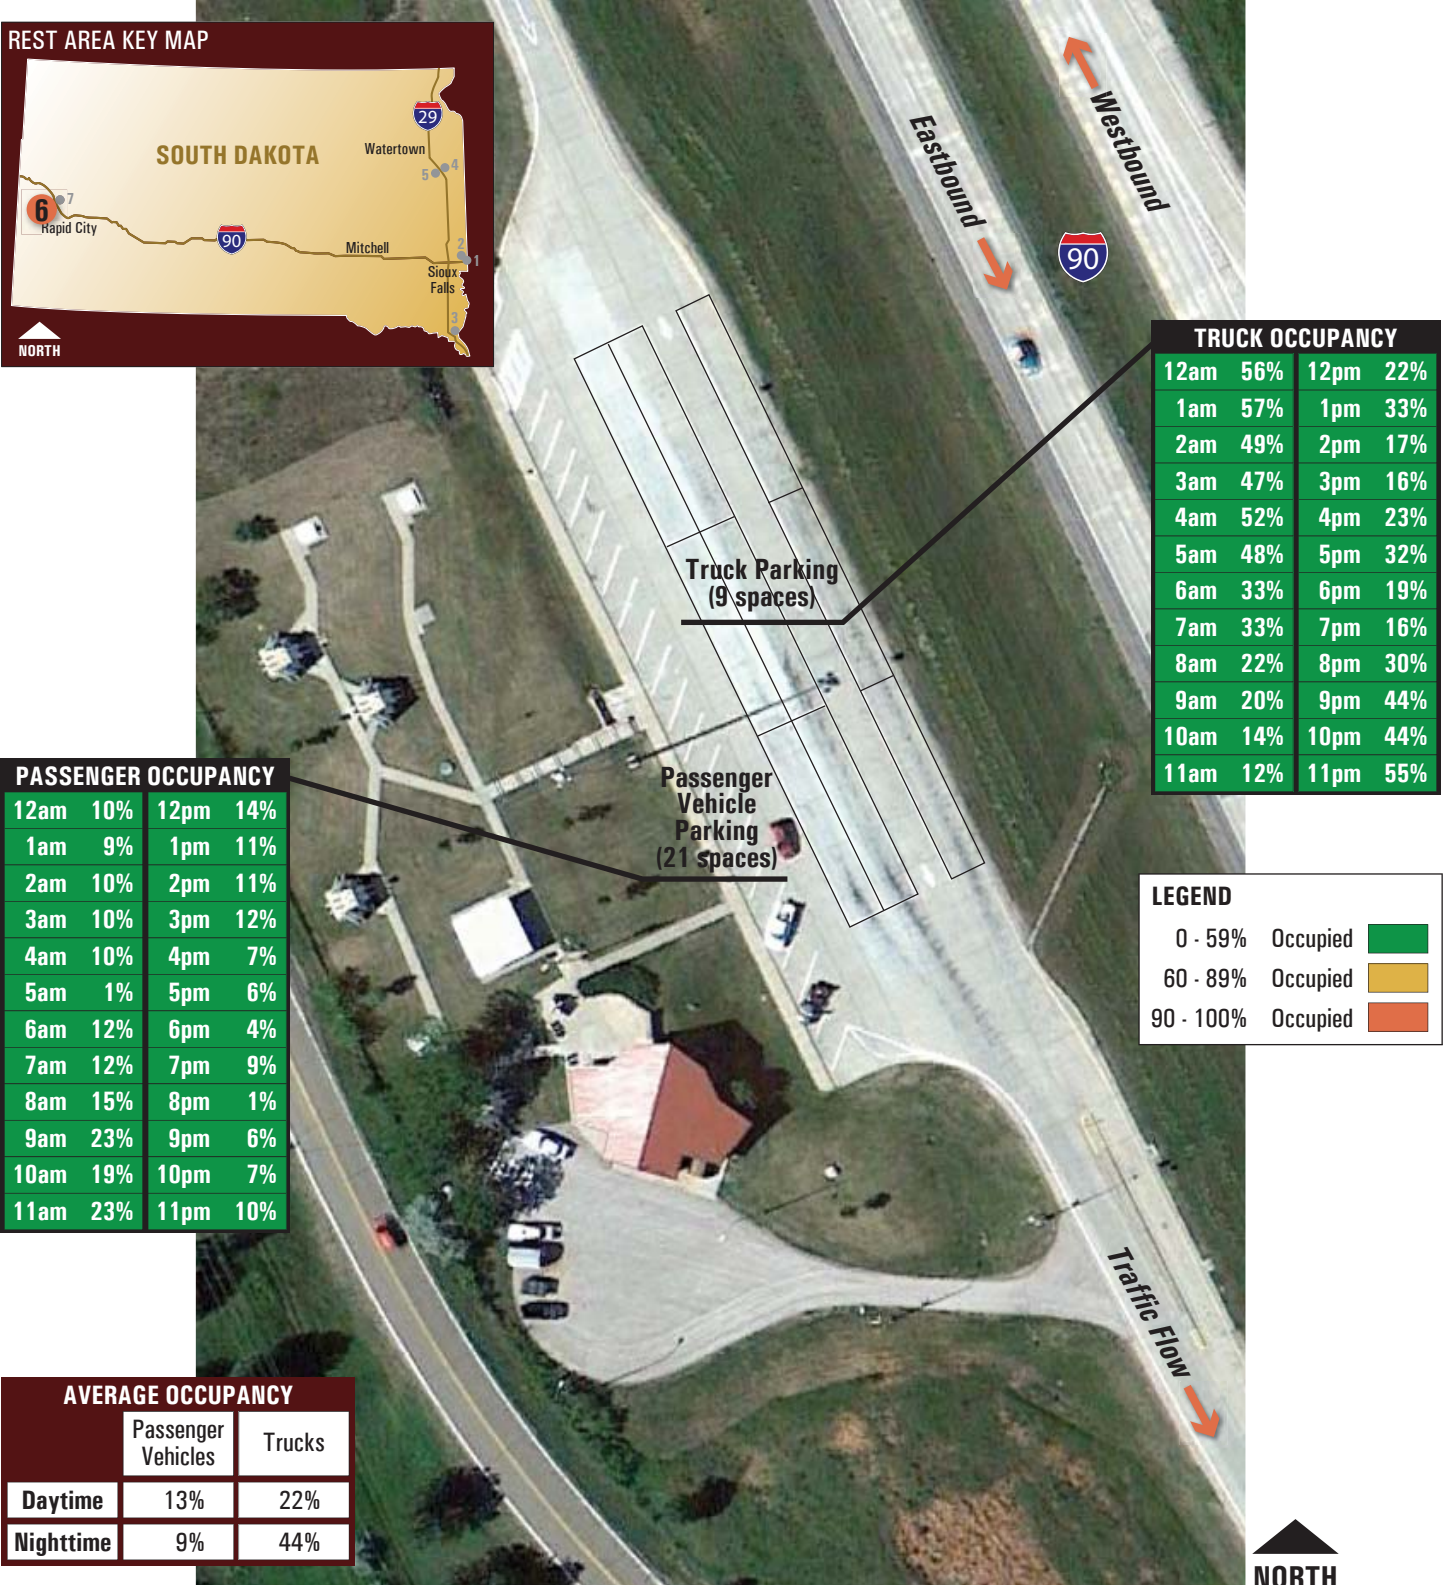 REST AREA KEY MAP
29
SOUTH DAKOTA
Watertown
4
5
7
6
Rapid City
90
Mitchell
2
1
Sioux
Falls
3
NORTH
Eastbound
Westbound
90
TRUCK OCCUPANCY
12am 56% 12pm 22%
1am 57% 1pm 33%
2am 49% 2pm 17%
3am 47% 3pm 16%
4am 52% 4pm 23%
5am 48% 5pm 32%
6am 33% 6pm 19%
7am 33% 7pm 16%
8am 22% 8pm 30%
9am 20% 9pm 44%
10am 14% 10pm 44%
11am 12% 11pm 55%
Truck Parking
(9 spaces)
PASSENGER OCCUPANCY
12am 10% 12pm 14%
1am 9% 1pm 11%
2am 10% 2pm 11%
3am 10% 3pm 12%
4am 10% 4pm 7%
5am 1% 5pm 6%
6am 12% 6pm 4%
7am 12% 7pm 9%
8am 15% 8pm 1%
9am 23% 9pm 6%
10am 19% 10pm 7%
11am 23% 11pm 10%
Passenger
Vehicle
Parking
(21 spaces)
LEGEND
0 - 59% Occupied
60 - 89% Occupied
90 - 100% Occupied
Traffic Flow
AVERAGE OCCUPANCY
Passenger
Vehicles
Trucks
Daytime 13% 22%
Nighttime 9% 44%
NORTH